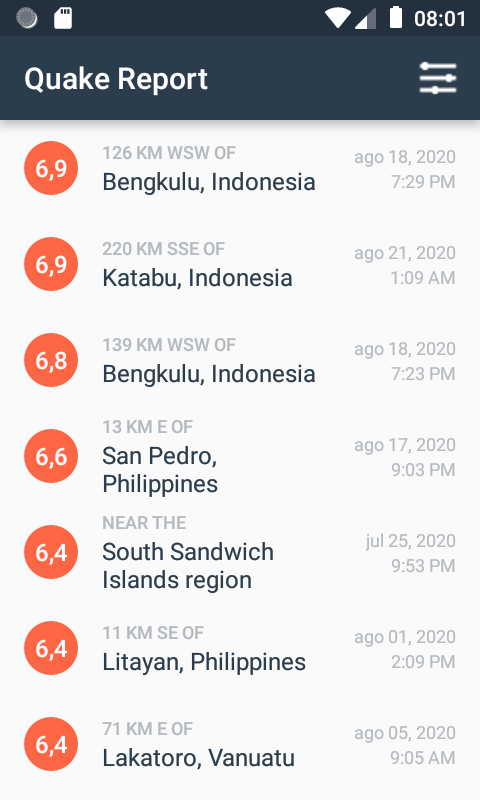 08:01
Quake Report
6,9
126 KM WSW OF
Bengkulu, Indonesia
ago 18, 2020
7:29 PM
6,9
220 KM SSE OF
Katabu, Indonesia
ago 21, 2020
1:09 AM
6,8
139 KM WSW OF
Bengkulu, Indonesia
ago 18, 2020
7:23 PM
6,6
13 KM E OF
San Pedro,
Philippines
ago 17, 2020
9:03 PM
6,4
NEAR THE
South Sandwich
Islands region
jul 25, 2020
9:53 PM
6,4
11 KM SE OF
Litayan, Philippines
ago 01, 2020
2:09 PM
6,4
71 KM E OF
Lakatoro, Vanuatu
ago 05, 2020
9:05 AM